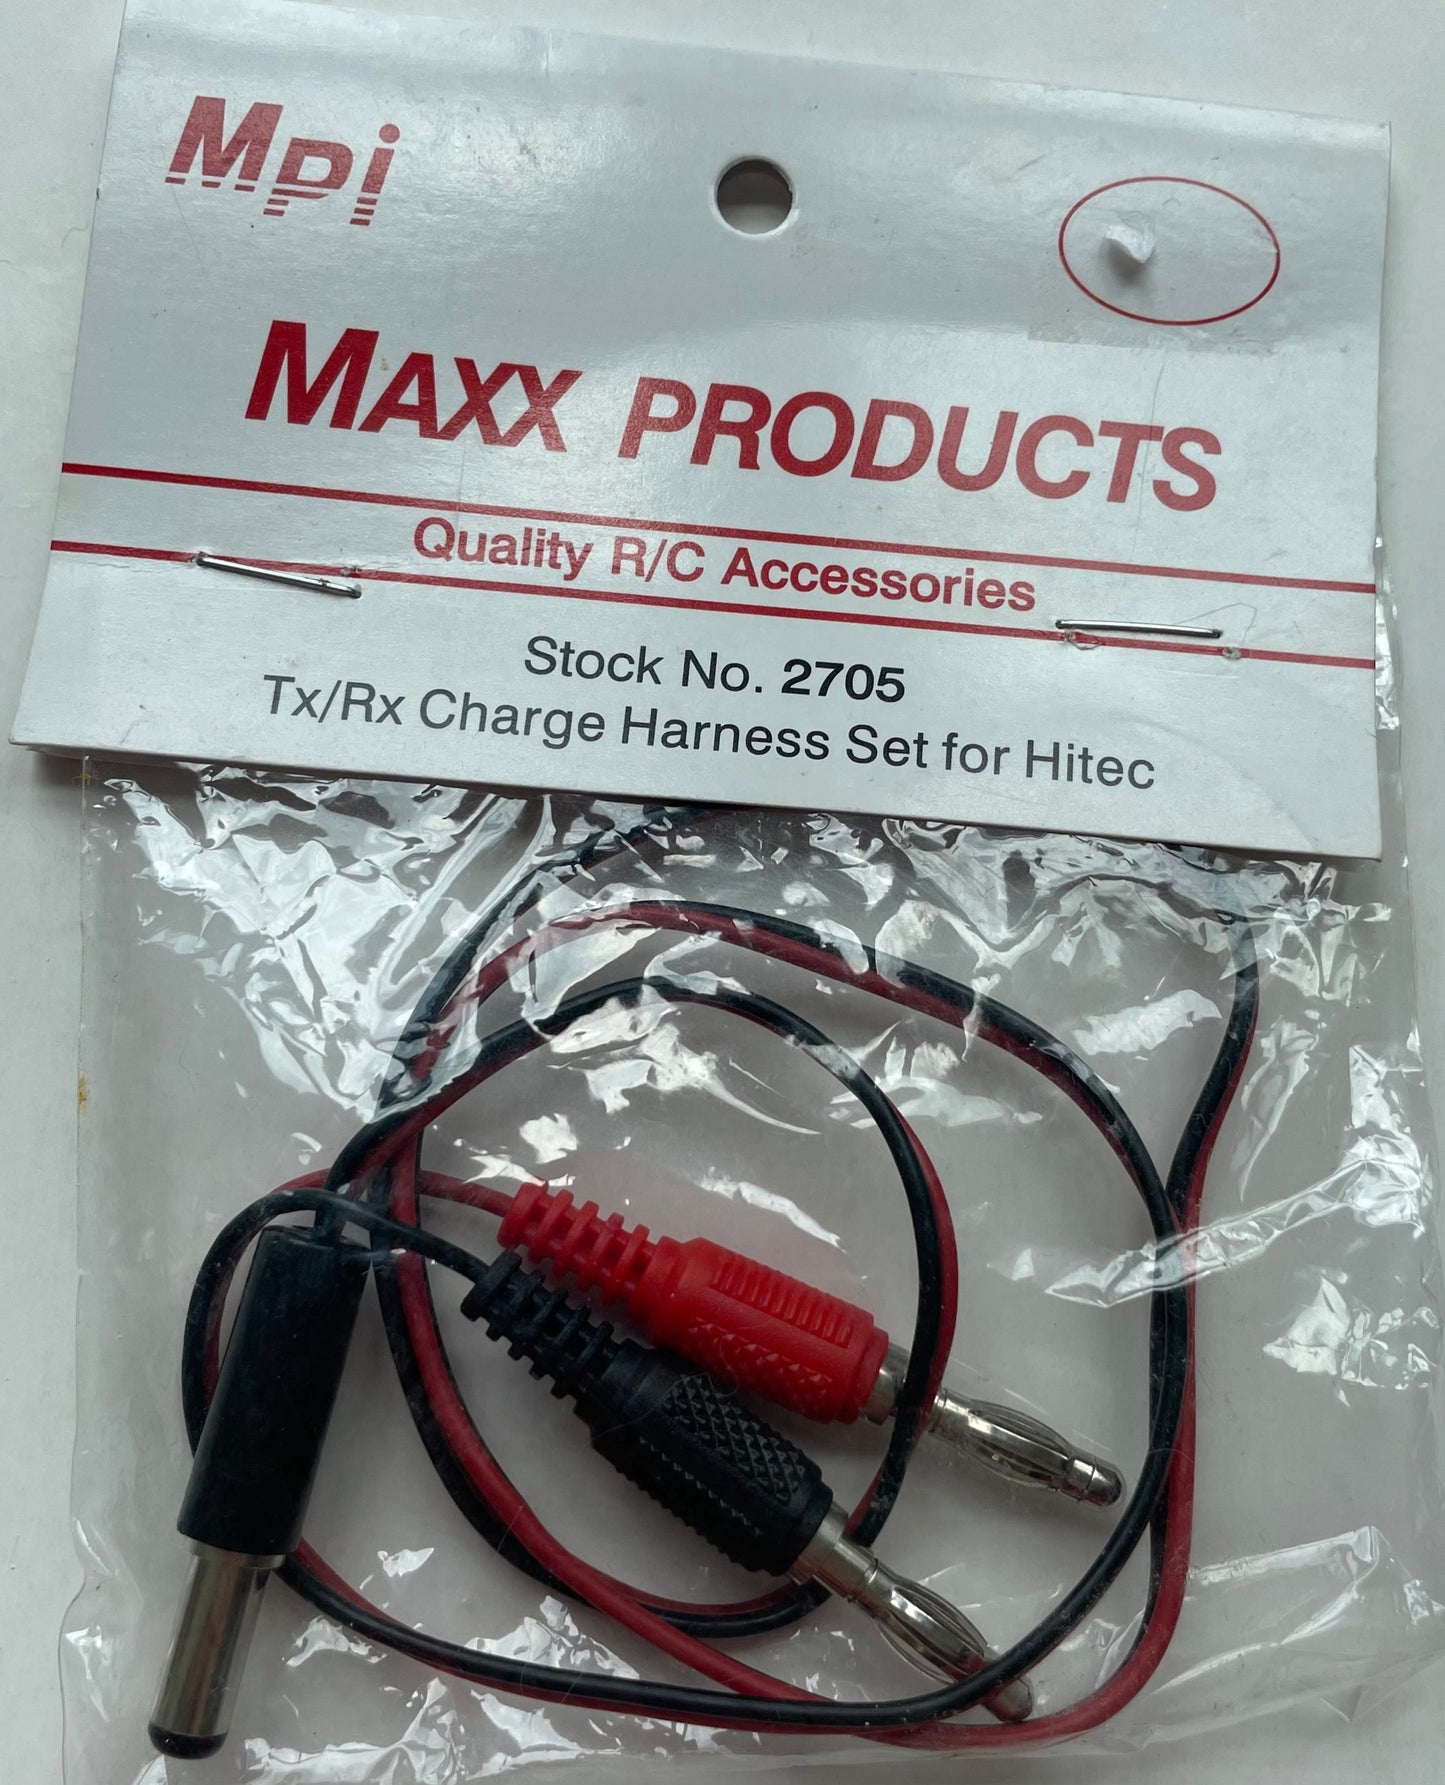 Mpi
MAXX PRODUCTS
Quality R/C Accessories
Stock No. 2705
Tx/Rx Charge Harness Set for Hitec